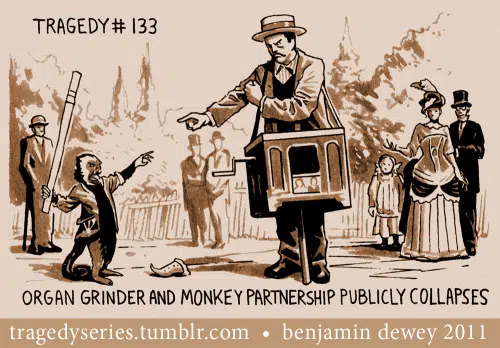 TRAGEDY # 133
ORGAN GRINDER AND MONKEY PARTNERSHIP PUBLICLY COLLAPSES
tragedyseries.tumblr.com • benjamin dewey 2011